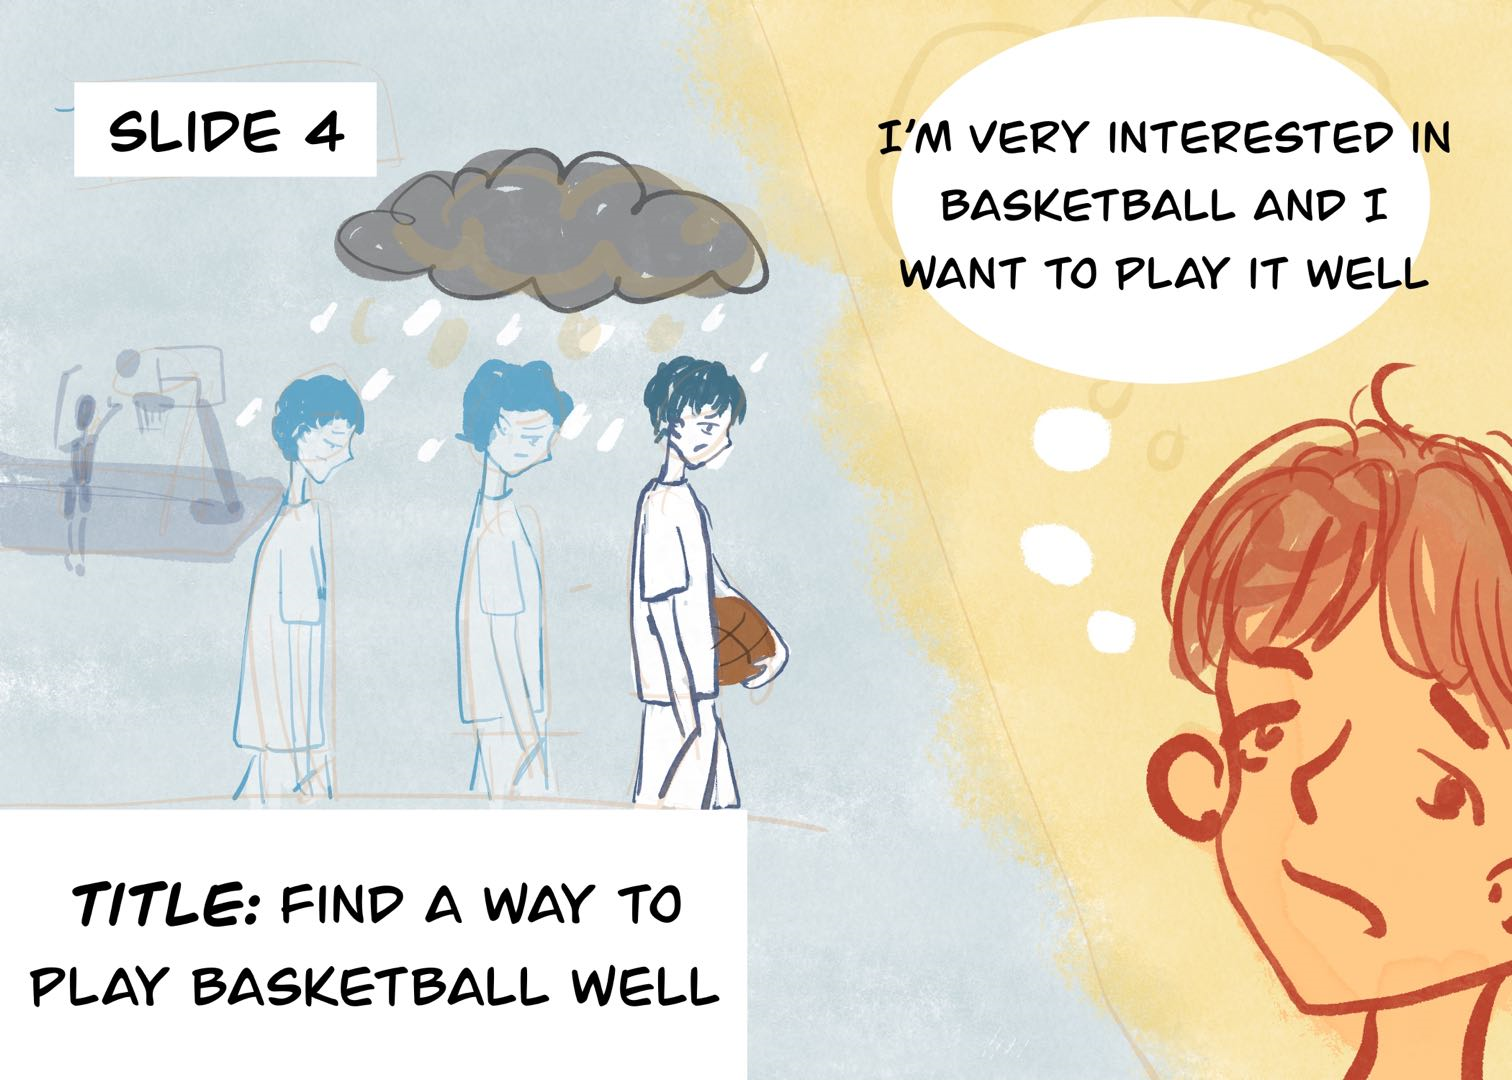 SLIDE 4
I'M VERY INTERESTED IN
BASKETBALL AND I
WANT TO PLAY IT WELL
TITLE: FIND A WAY TO
PLAY BASKETBALL WELL